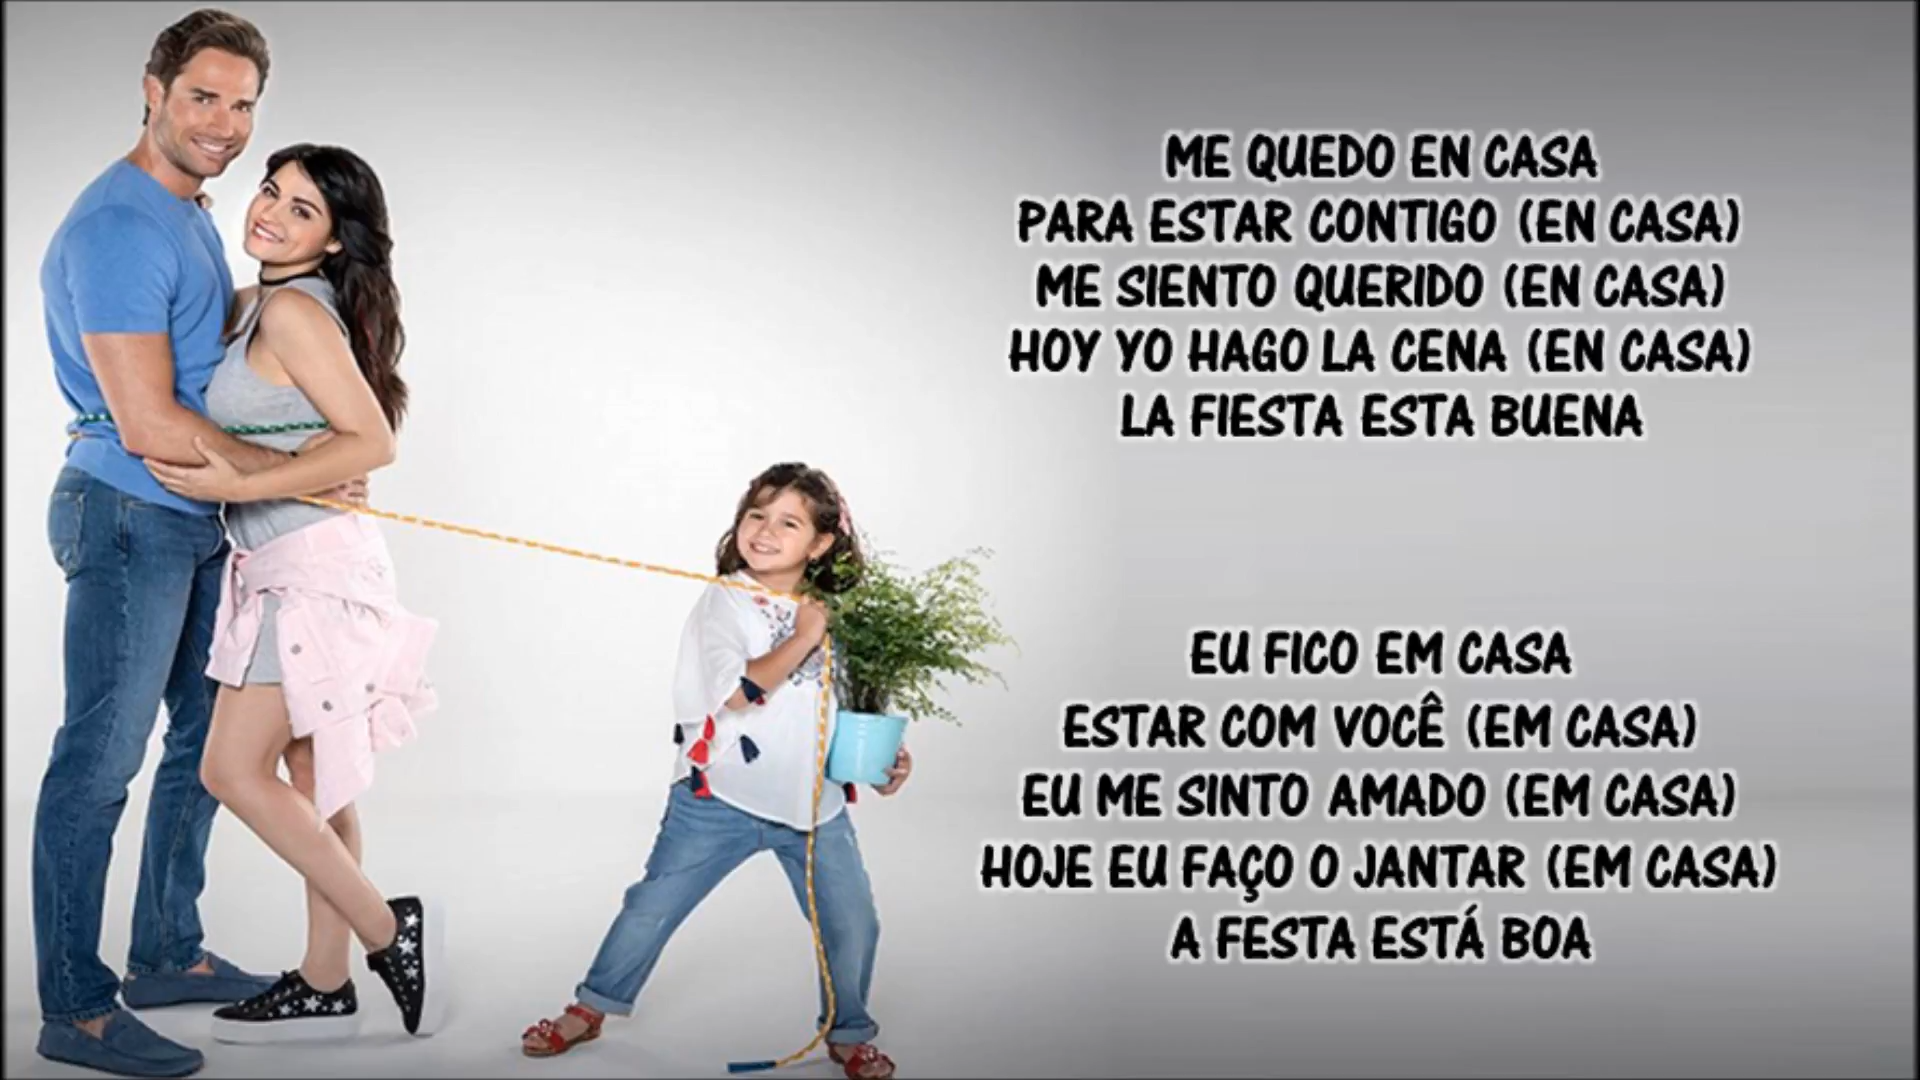 ME QUEDO EN CASA
PARA ESTAR CONTIGO (EN CASA)
ME SIENTO QUERIDO (EN CASA)
HOY YO HAGO LA CENA (EN CASA)
LA FIESTA ESTA BUENA
EU FICO EM CASA
ESTAR COM VOCÊ (EM CASA)
EU ME SINTO AMADO (EM CASA)
HOJE EU FAÇO O JANTAR (EM CASA)
A FESTA ESTÁ BOA